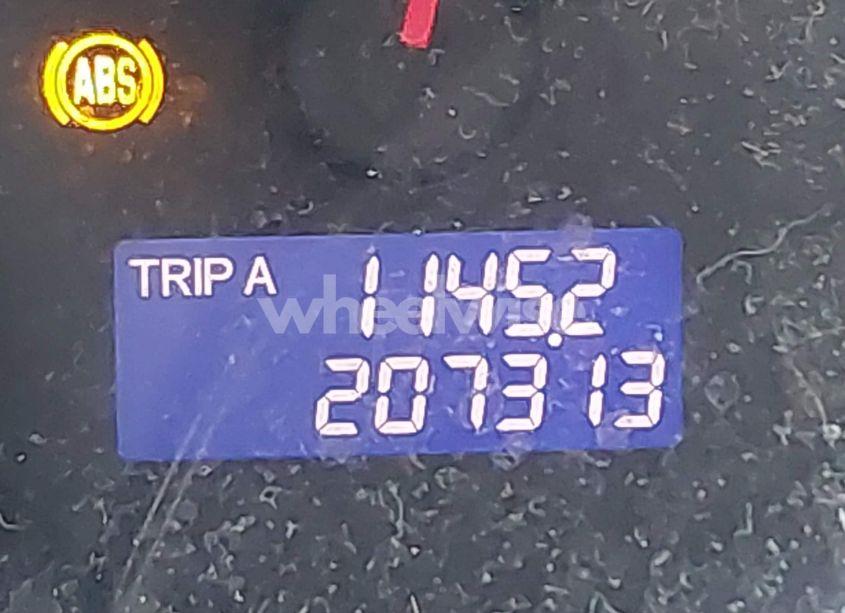 ABS
TRIP A 1145.2
wheelwise
207313